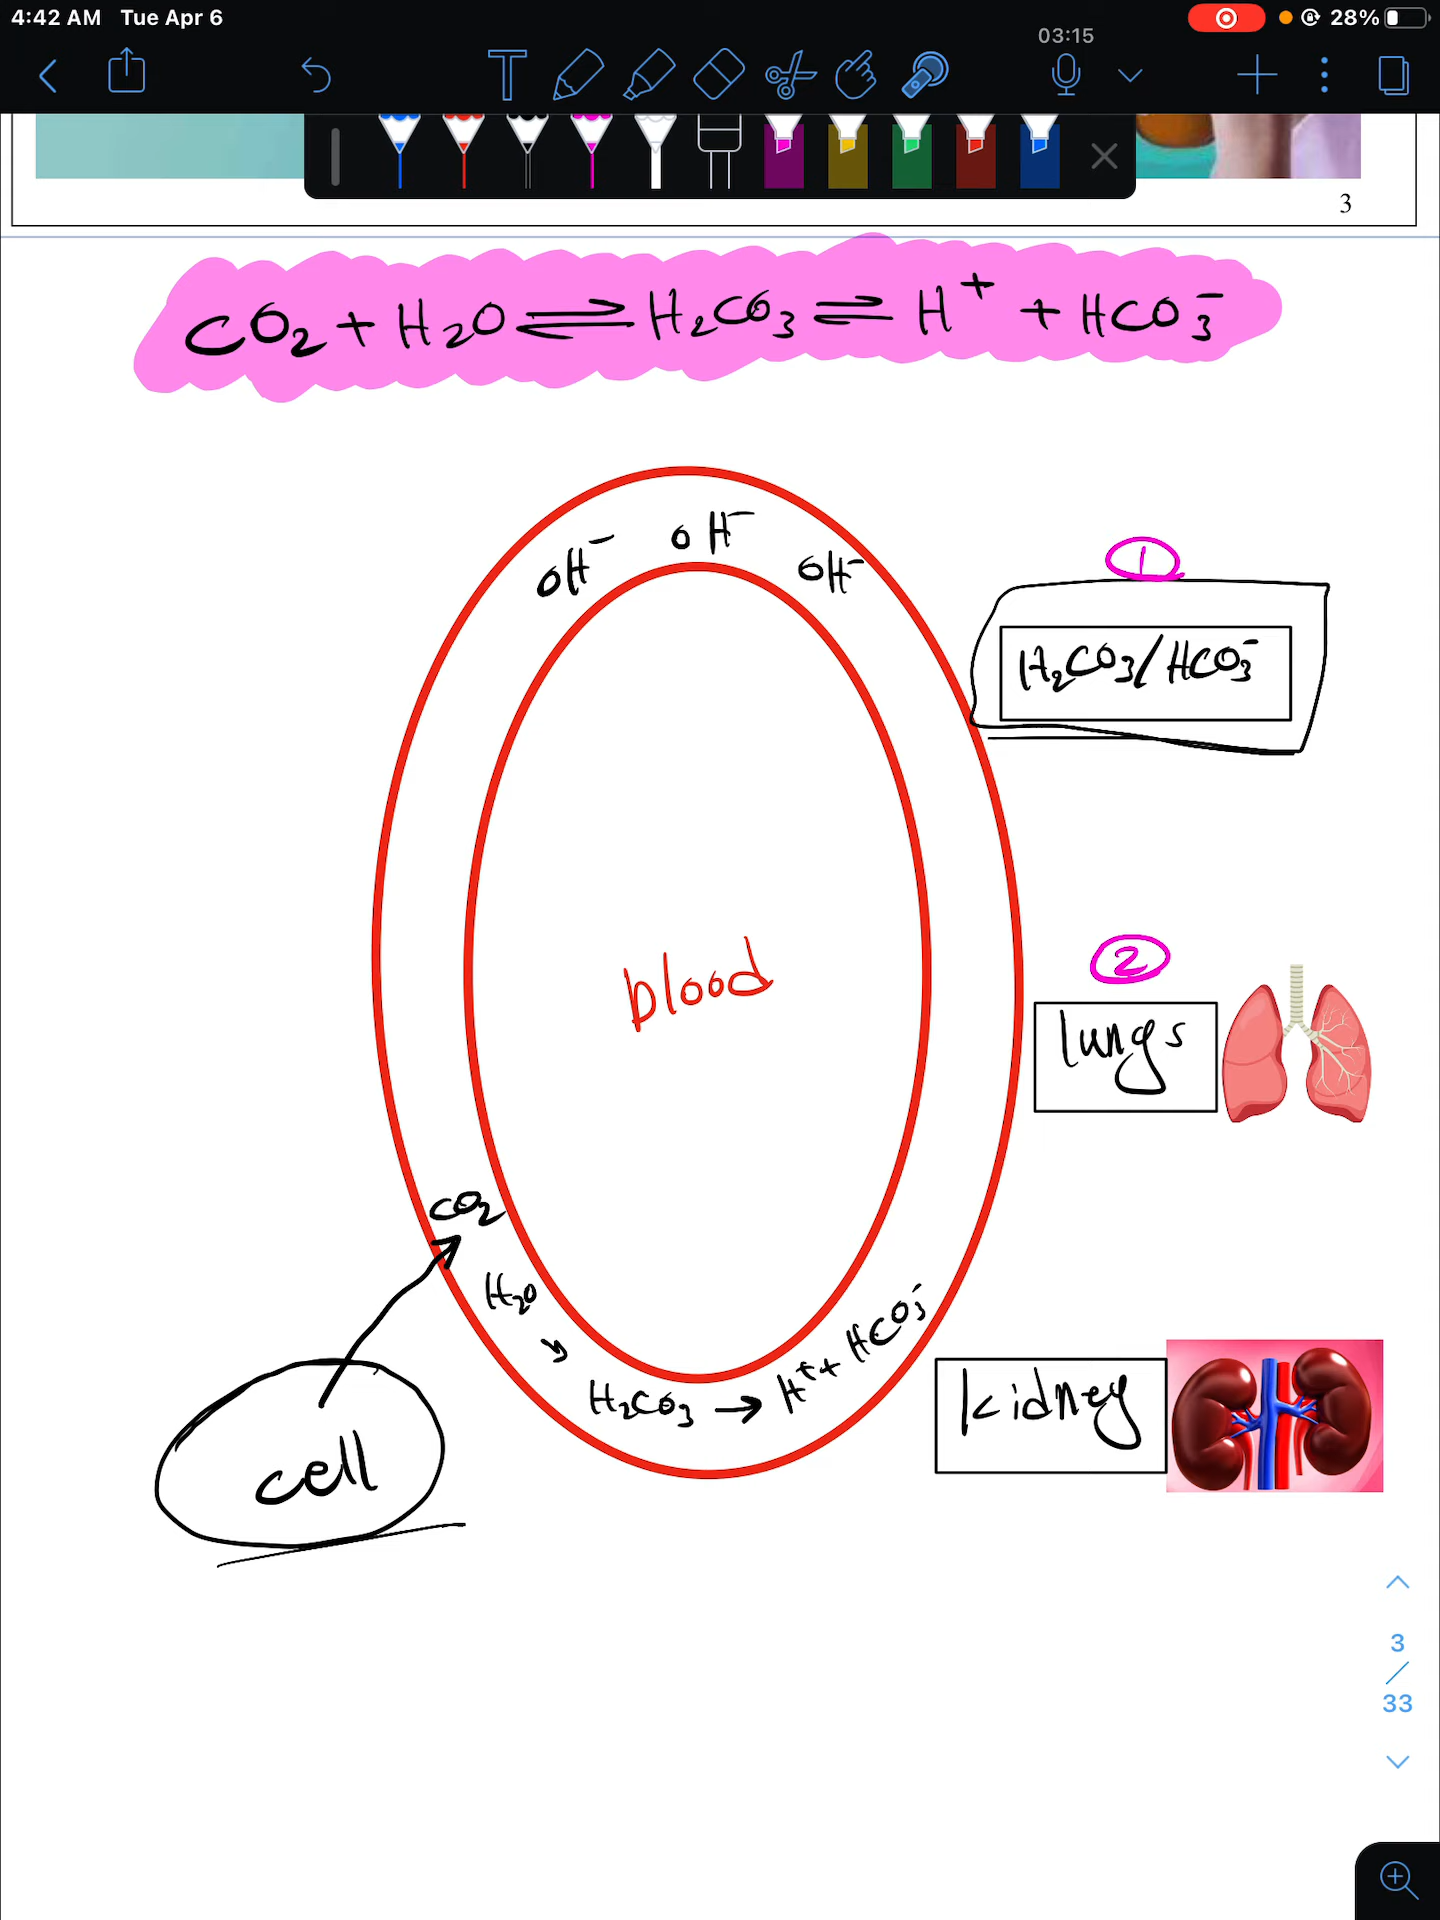 4:42 AM Tue Apr 6
28%
03:15
T
3
CO₂ + H₂O ⇌ H₂CO₃ ⇌ H⁺ + HCO₃⁻
OH⁻ OH⁻ OH⁻
1
H₂CO₃/HCO₃⁻
blood
2
lungs
CO₂
H₂O
→
H₂CO₃ → H⁺ + HCO₃⁻
kidney
cell
3
/
33